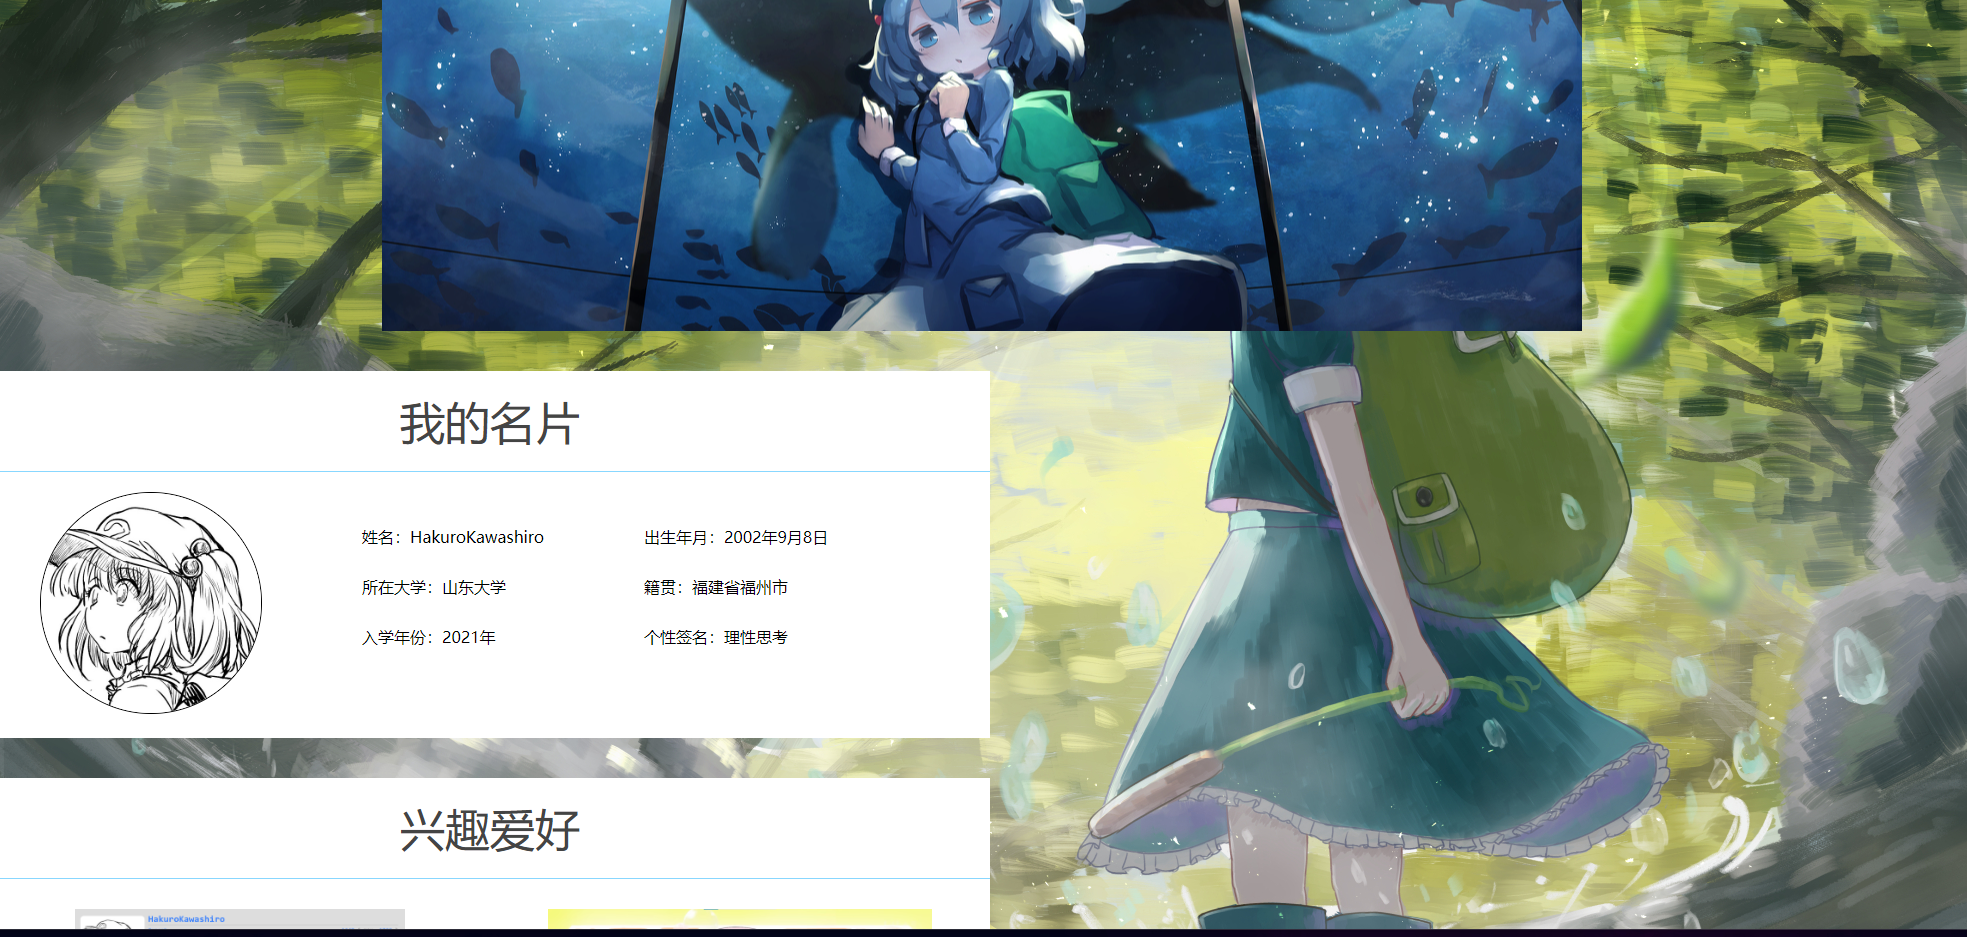 我的名片
姓名：HakuroKawashiro
出生年月：2002年9月8日
所在大学：山东大学
籍贯：福建省福州市
入学年份：2021年
个性签名：理性思考
兴趣爱好
HakuroKawashiro